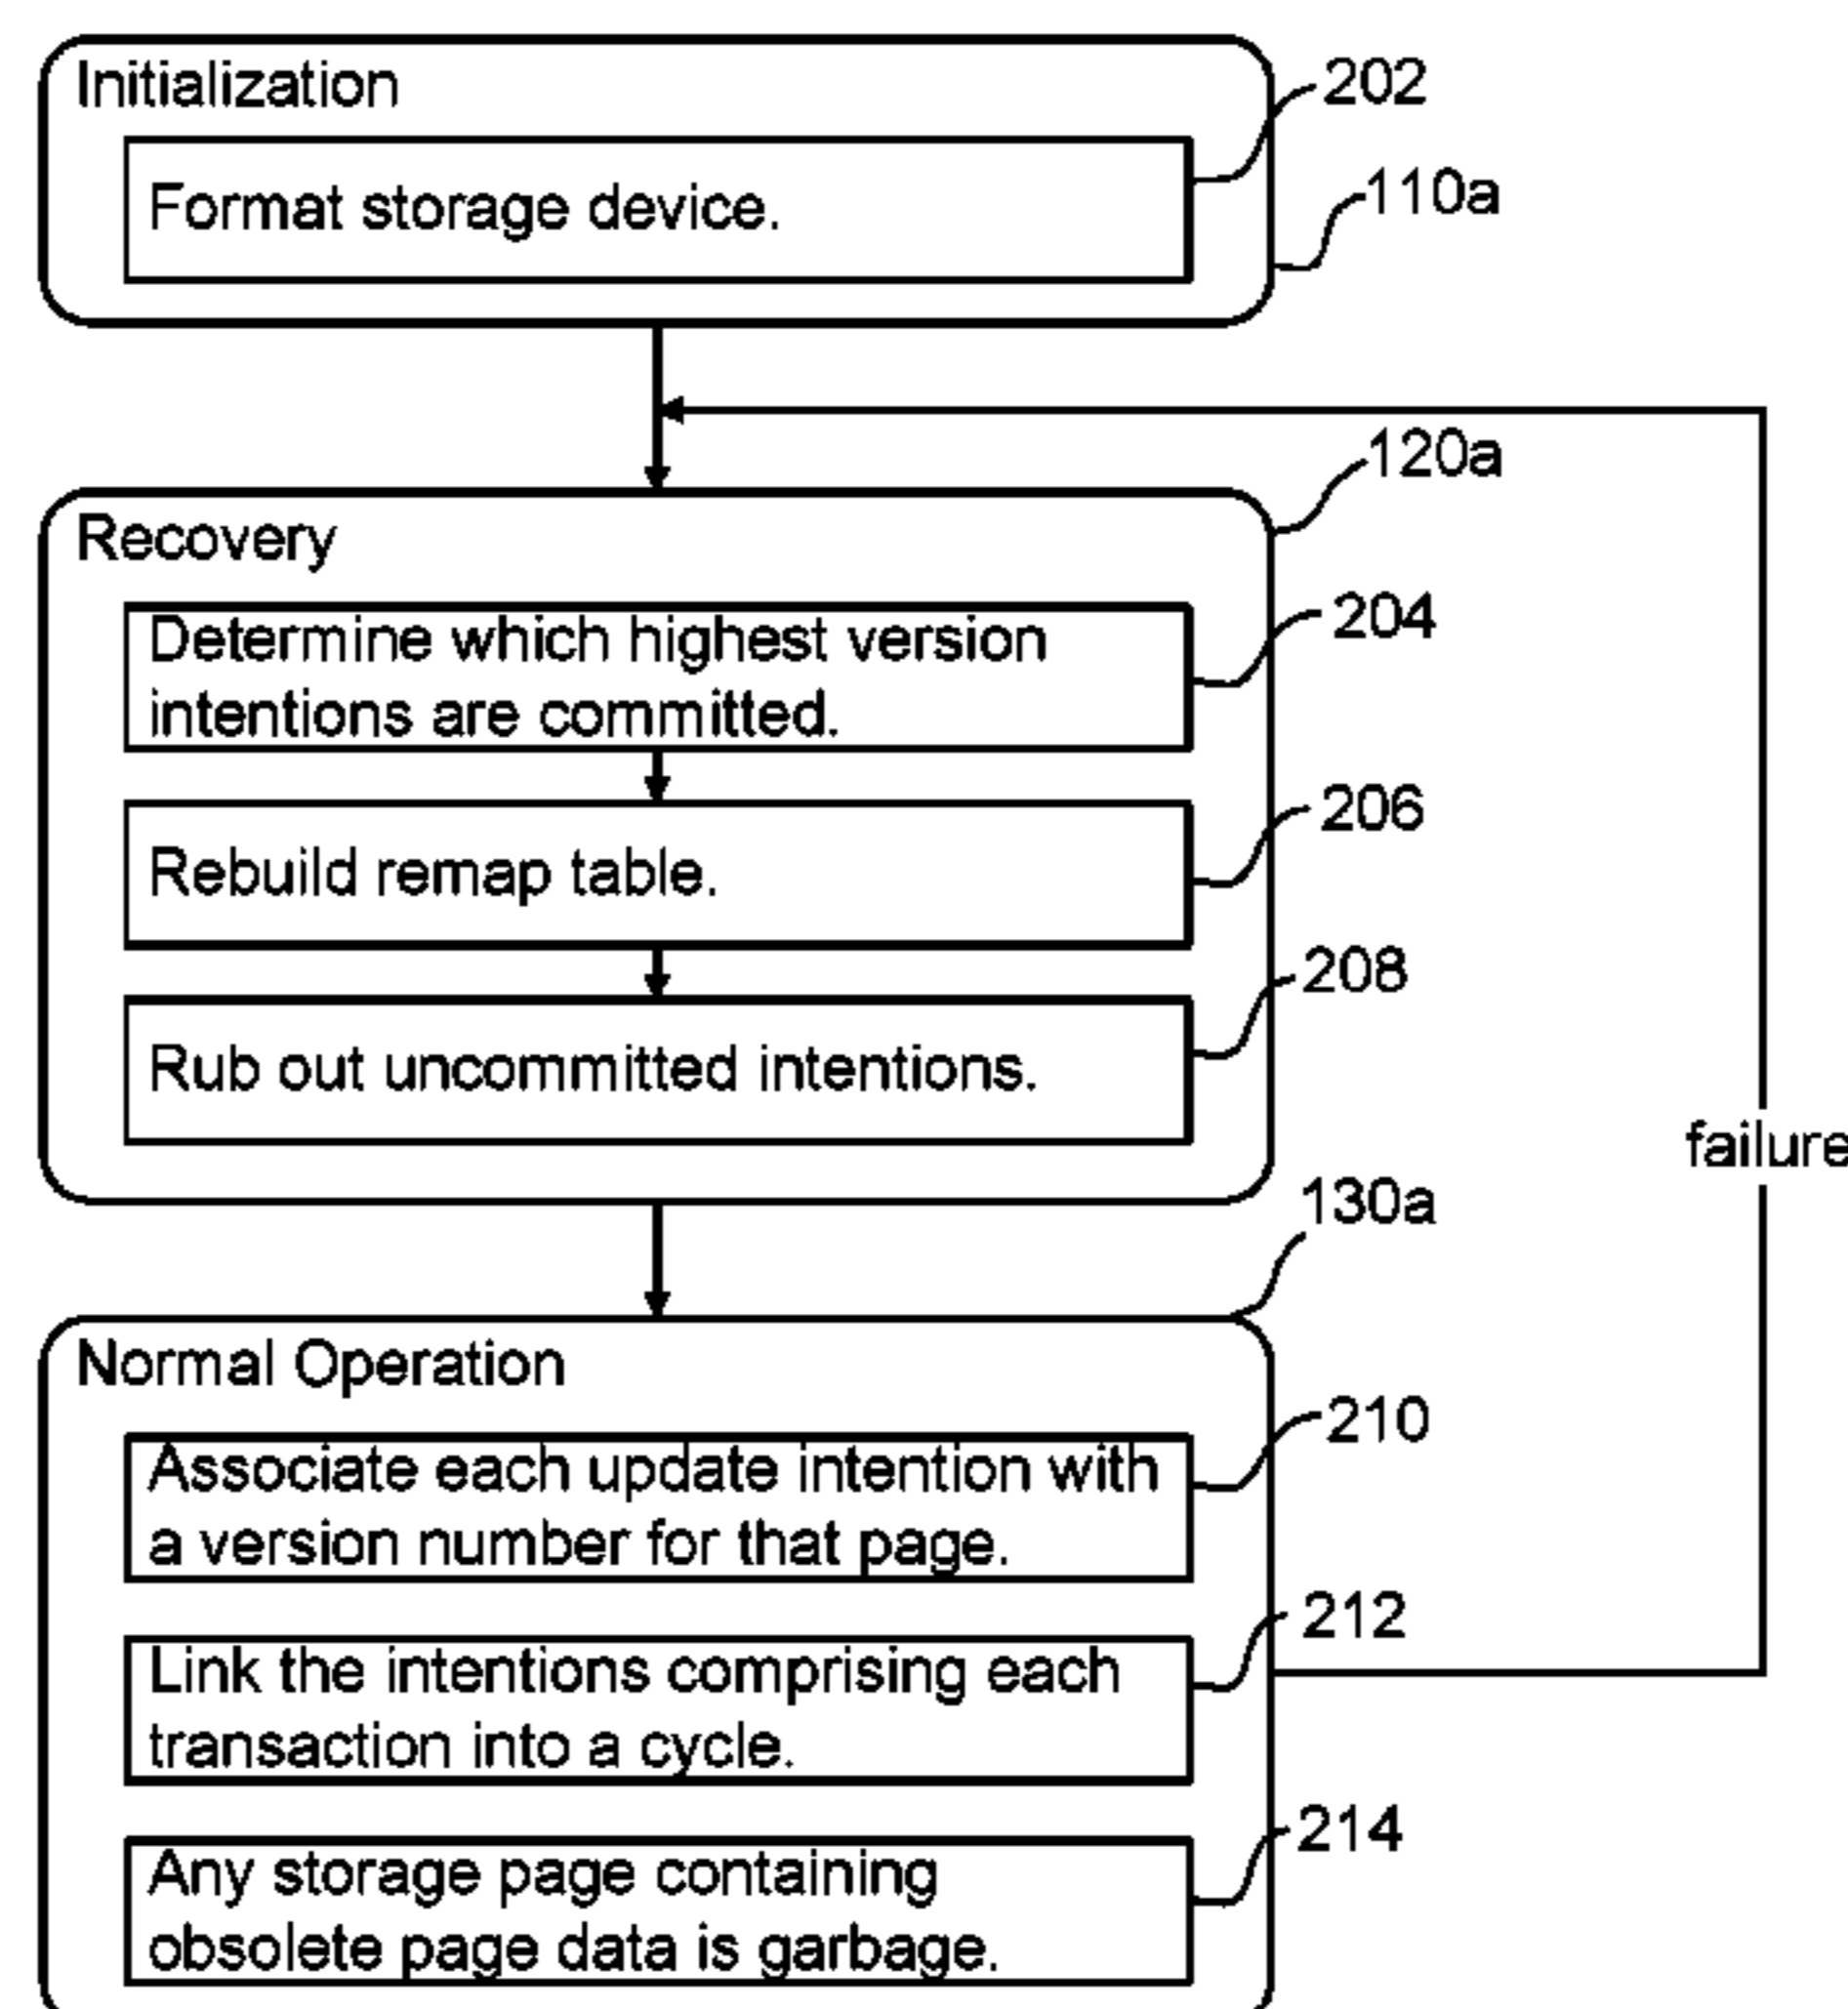 Initialization
202
Format storage device.
110a
120a
Recovery
Determine which highest version
intentions are committed.
204
Rebuild remap table.
206
Rub out uncommitted intentions.
208
failure
130a
Normal Operation
Associate each update intention with
a version number for that page.
210
Link the intentions comprising each
transaction into a cycle.
212
Any storage page containing
obsolete page data is garbage.
214